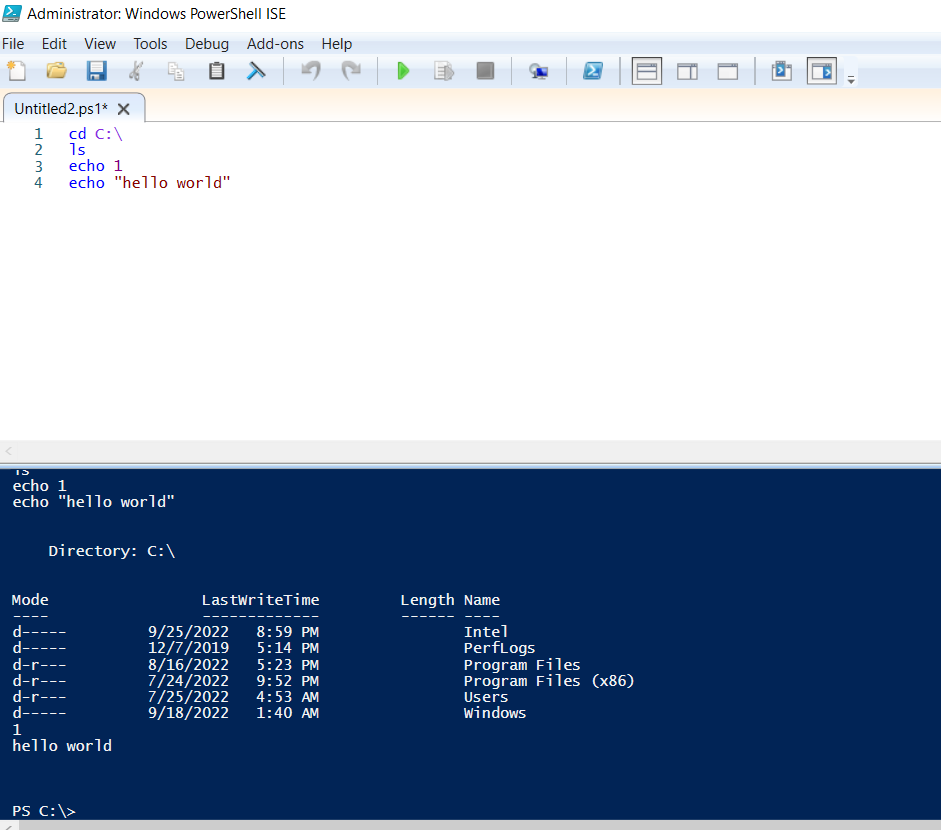 Administrator: Windows PowerShell ISE
File Edit View Tools Debug Add-ons Help
Untitled2.ps1*
1 cd C:\
2 ls
3 echo 1
4 echo "hello world"
ls
echo 1
echo "hello world"
Directory: C:\
Mode LastWriteTime Length Name
---- ------------- ------ ----
d----- 9/25/2022 8:59 PM Intel
d----- 12/7/2019 5:14 PM PerfLogs
d-r--- 8/16/2022 5:23 PM Program Files
d-r--- 7/24/2022 9:52 PM Program Files (x86)
d-r--- 7/25/2022 4:53 AM Users
d----- 9/18/2022 1:40 AM Windows
1
hello world
PS C:\>